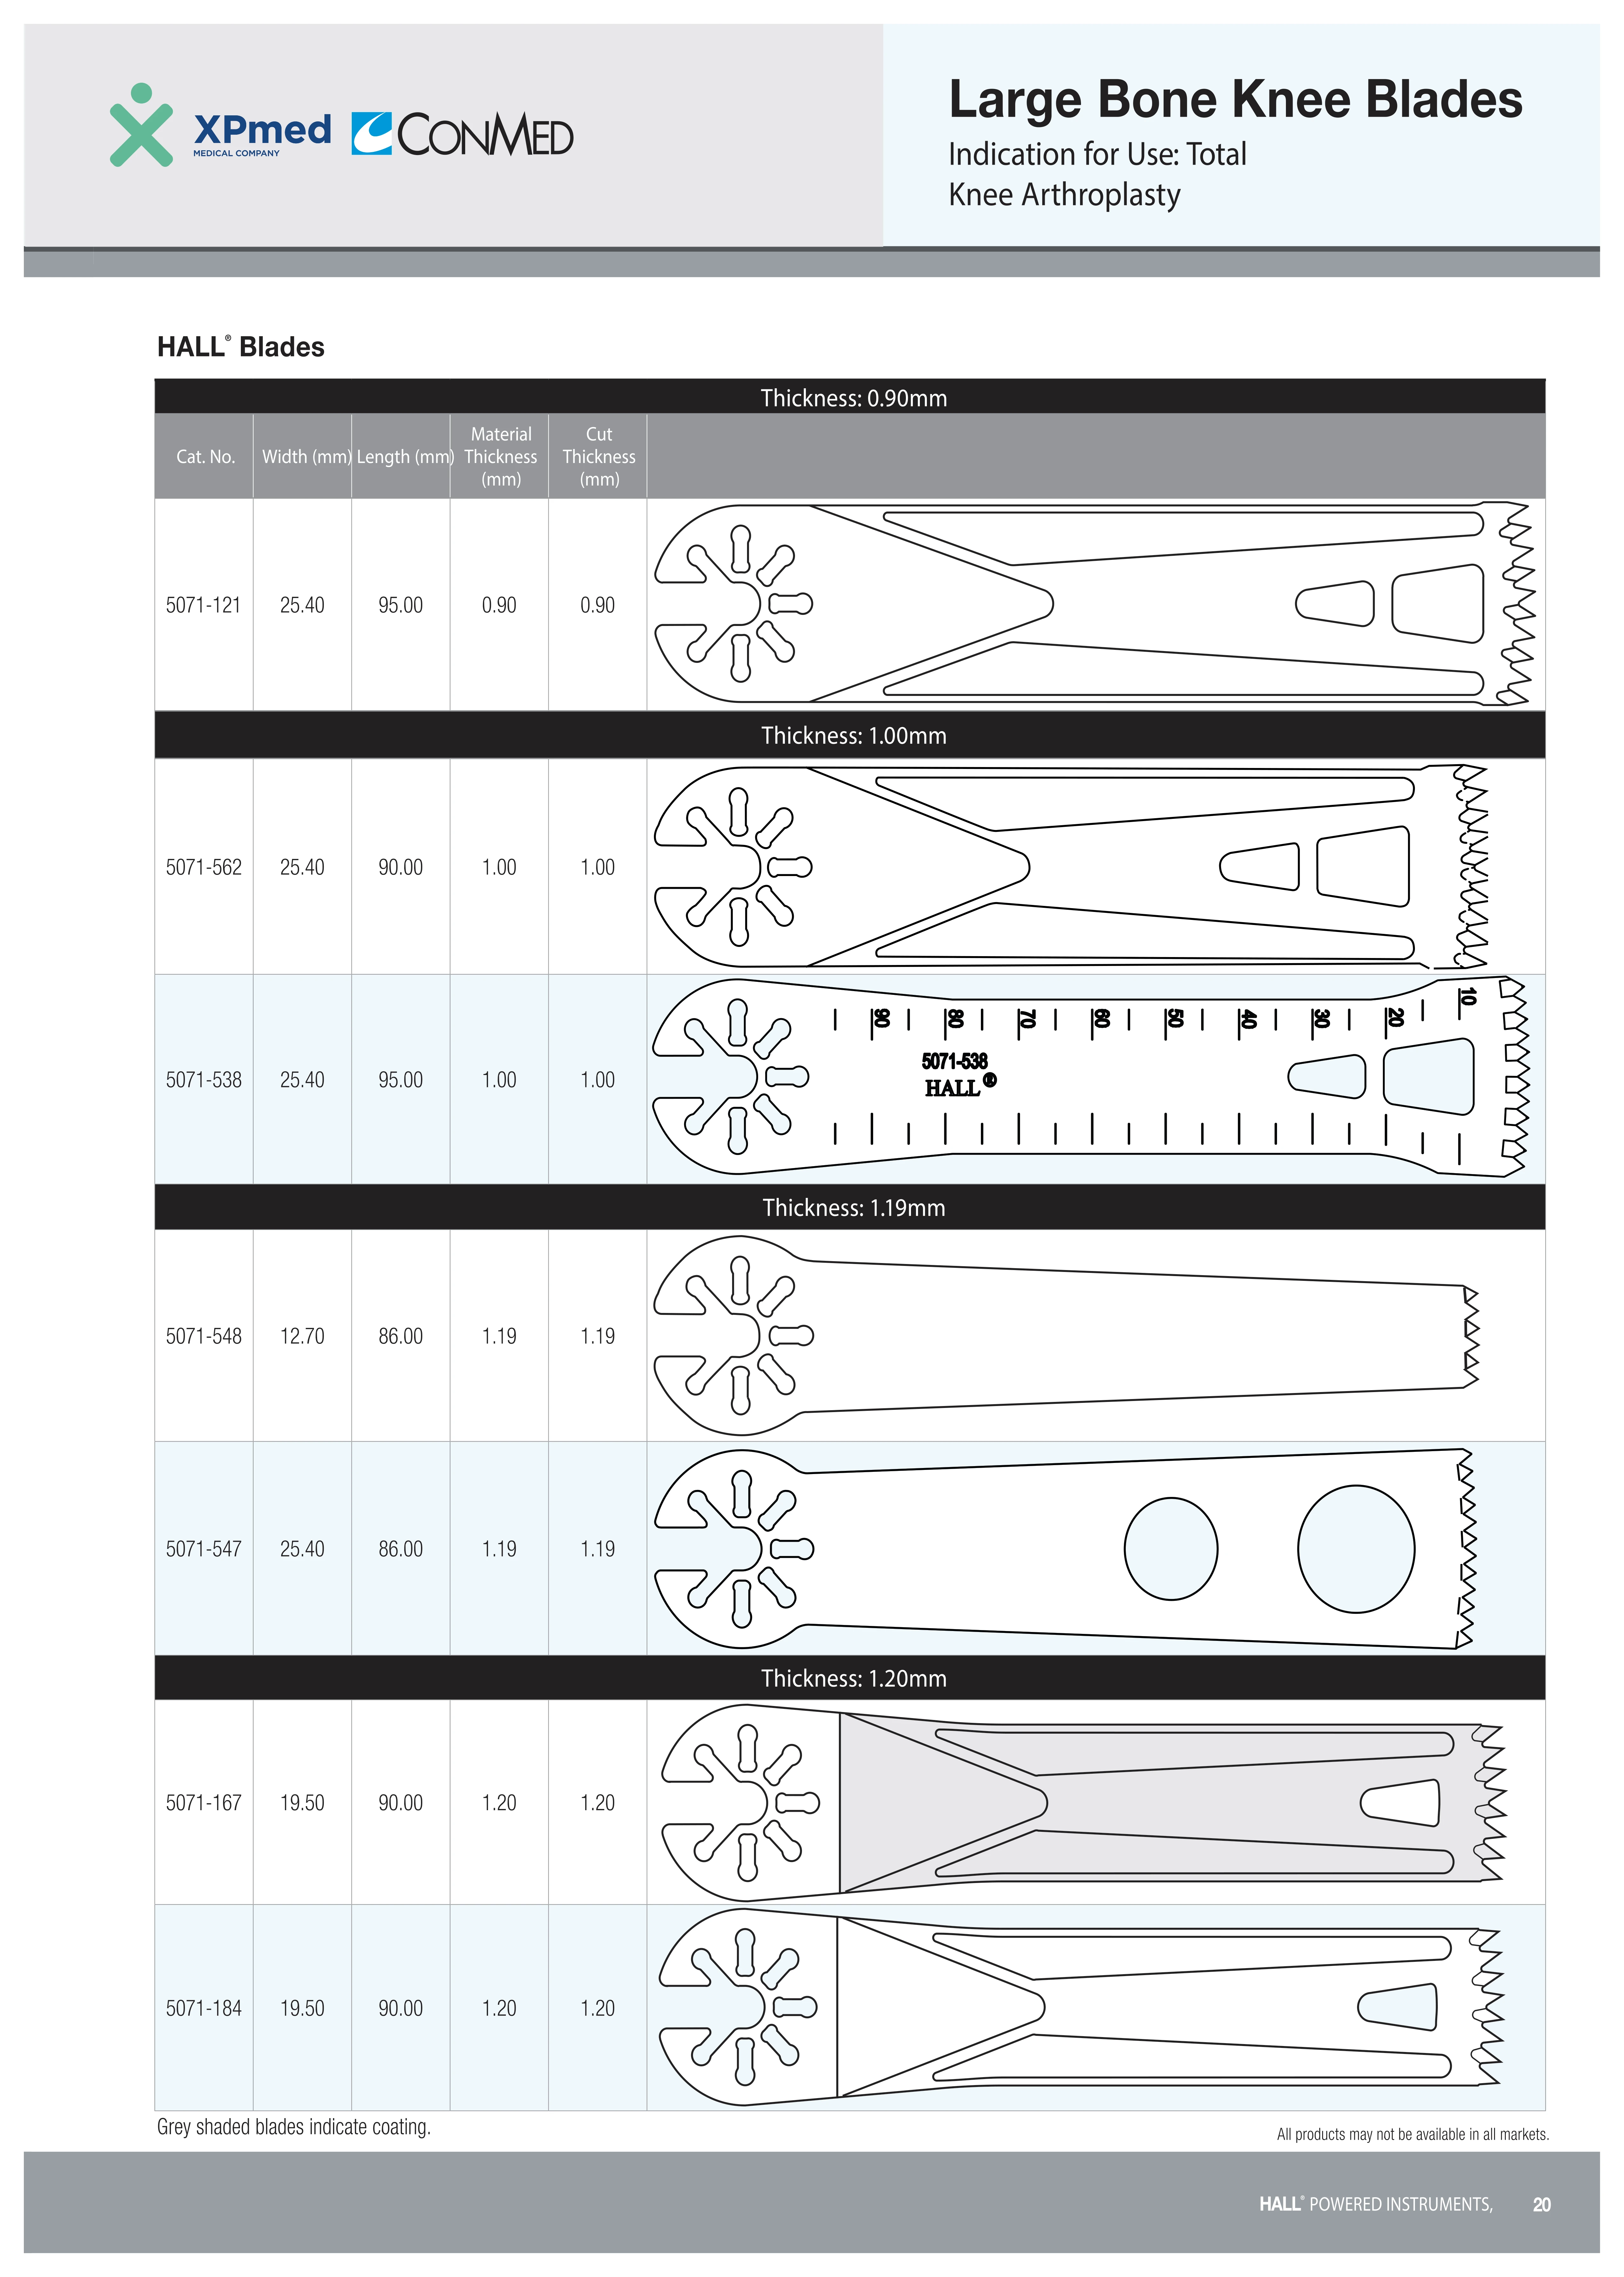 XPmed
MEDICAL COMPANY
CONMED
Large Bone Knee Blades
Indication for Use: Total
Knee Arthroplasty
HALL® Blades
Thickness: 0.90mm
Cat. No. Width (mm) Length (mm) Material Thickness (mm) Cut Thickness (mm)
5071-121 25.40 95.00 0.90 0.90
Thickness: 1.00mm
5071-562 25.40 90.00 1.00 1.00
5071-538 25.40 95.00 1.00 1.00
90 80 70 60 50 40 30 20 10
5071-538
HALL®
Thickness: 1.19mm
5071-548 12.70 86.00 1.19 1.19
5071-547 25.40 86.00 1.19 1.19
Thickness: 1.20mm
5071-167 19.50 90.00 1.20 1.20
5071-184 19.50 90.00 1.20 1.20
Grey shaded blades indicate coating.
All products may not be available in all markets.
HALL® POWERED INSTRUMENTS, 20